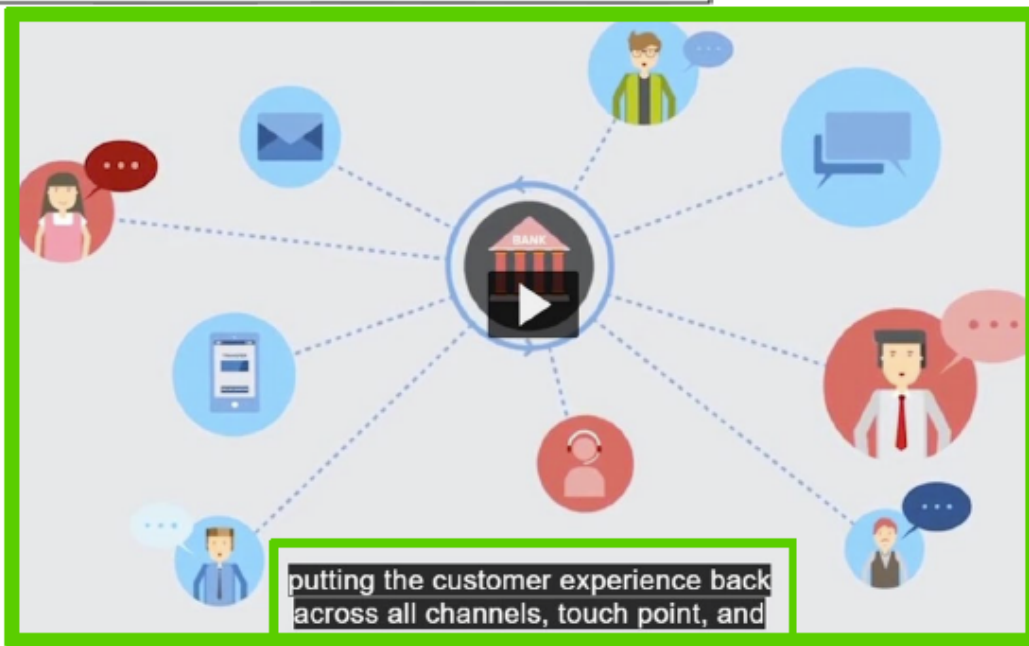 BANK
putting the customer experience back
across all channels, touch point, and